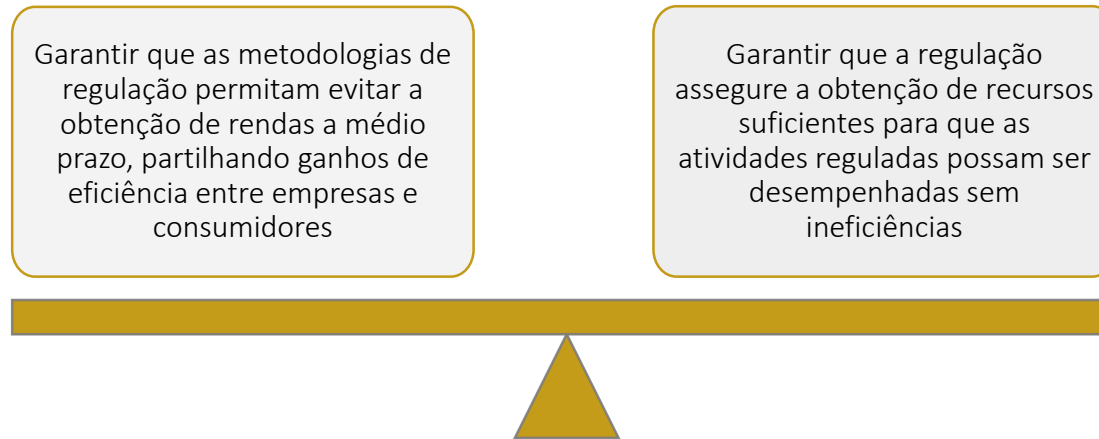 Garantir que as metodologias de
regulação permitam evitar a
obtenção de rendas a médio
prazo, partilhando ganhos de
eficiência entre empresas e
consumidores
Garantir que a regulação
assegure a obtenção de recursos
suficientes para que as
atividades reguladas possam ser
desempenhadas sem
ineficiências